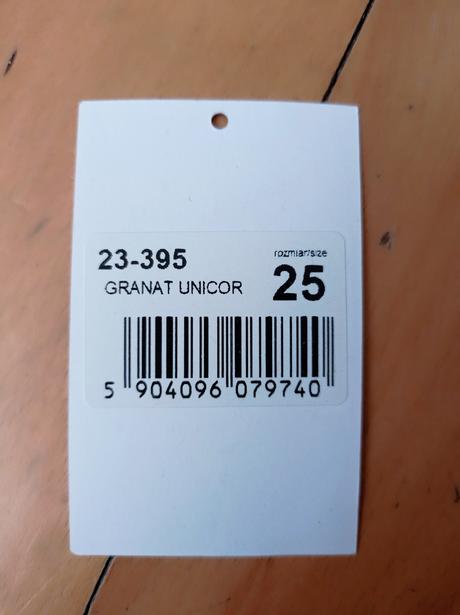 23-395
rozmiar/size
GRANAT UNICOR
25
5 904096 079740